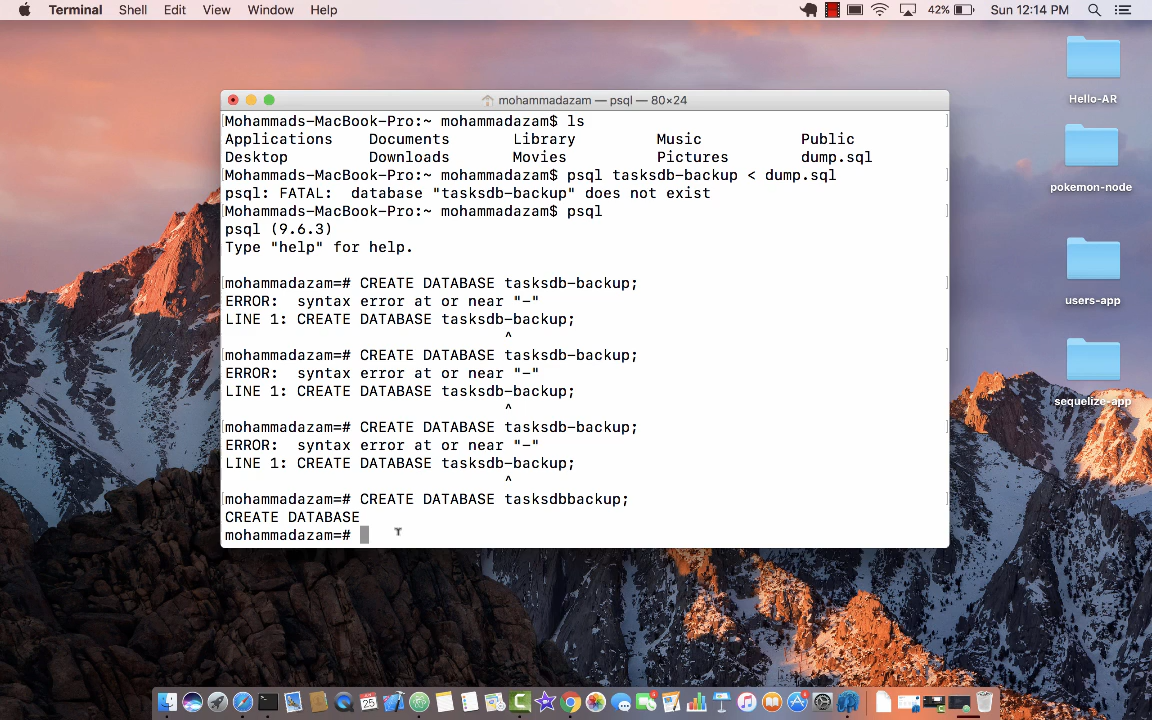 Terminal Shell Edit View Window Help 42% Sun 12:14 PM
mohammadazam — psql — 80×24
Mohammads-MacBook-Pro:~ mohammadazam$ ls
Applications Documents Library Music Public
Desktop Downloads Movies Pictures dump.sql
Mohammads-MacBook-Pro:~ mohammadazam$ psql tasksdb-backup < dump.sql
psql: FATAL:  database "tasksdb-backup" does not exist
Mohammads-MacBook-Pro:~ mohammadazam$ psql
psql (9.6.3)
Type "help" for help.
mohammadazam=# CREATE DATABASE tasksdb-backup;
ERROR:  syntax error at or near "-"
LINE 1: CREATE DATABASE tasksdb-backup;
^
mohammadazam=# CREATE DATABASE tasksdb-backup;
ERROR:  syntax error at or near "-"
LINE 1: CREATE DATABASE tasksdb-backup;
^
mohammadazam=# CREATE DATABASE tasksdb-backup;
ERROR:  syntax error at or near "-"
LINE 1: CREATE DATABASE tasksdb-backup;
^
mohammadazam=# CREATE DATABASE tasksdbbackup;
CREATE DATABASE
mohammadazam=#
Hello-AR
pokemon-node
users-app
sequelize-app
25